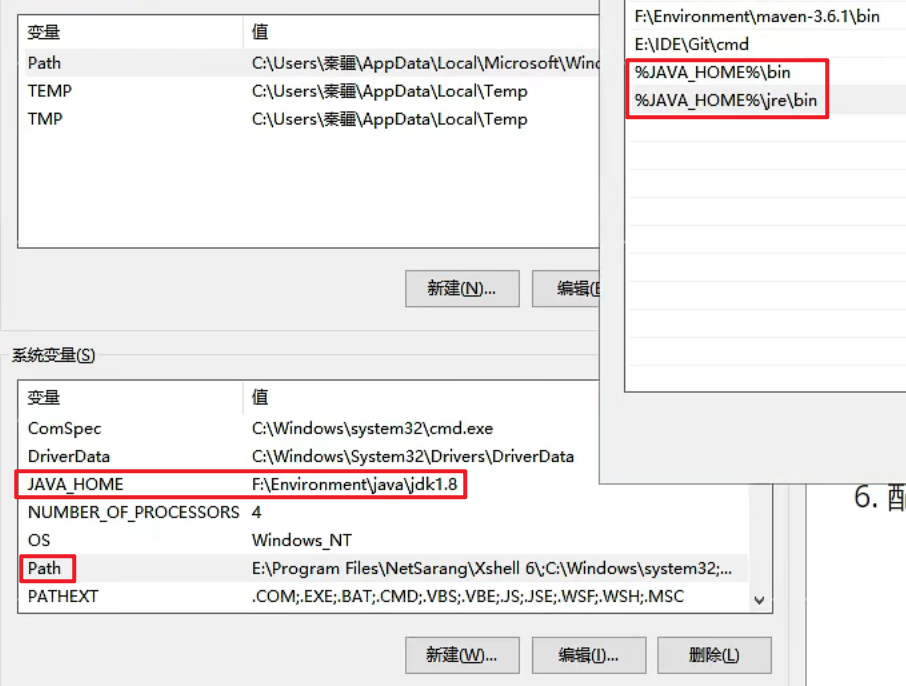 变量 值
Path C:\Users\秦疆\AppData\Local\Microsoft\Wind
TEMP C:\Users\秦疆\AppData\Local\Temp
TMP C:\Users\秦疆\AppData\Local\Temp
新建(N)... 编辑(E
F:\Environment\maven-3.6.1\bin
E:\IDE\Git\cmd
%JAVA_HOME%\bin
%JAVA_HOME%\jre\bin
系统变量(S)
变量 值
ComSpec C:\Windows\system32\cmd.exe
DriverData C:\Windows\System32\Drivers\DriverData
JAVA_HOME F:\Environment\java\jdk1.8
NUMBER_OF_PROCESSORS 4
OS Windows_NT
Path E:\Program Files\NetSarang\Xshell 6\;C:\Windows\system32;...
PATHEXT .COM;.EXE;.BAT;.CMD;.VBS;.VBE;.JS;.JSE;.WSF;.WSH;.MSC
新建(W)... 编辑(I)... 删除(L)
6. 配